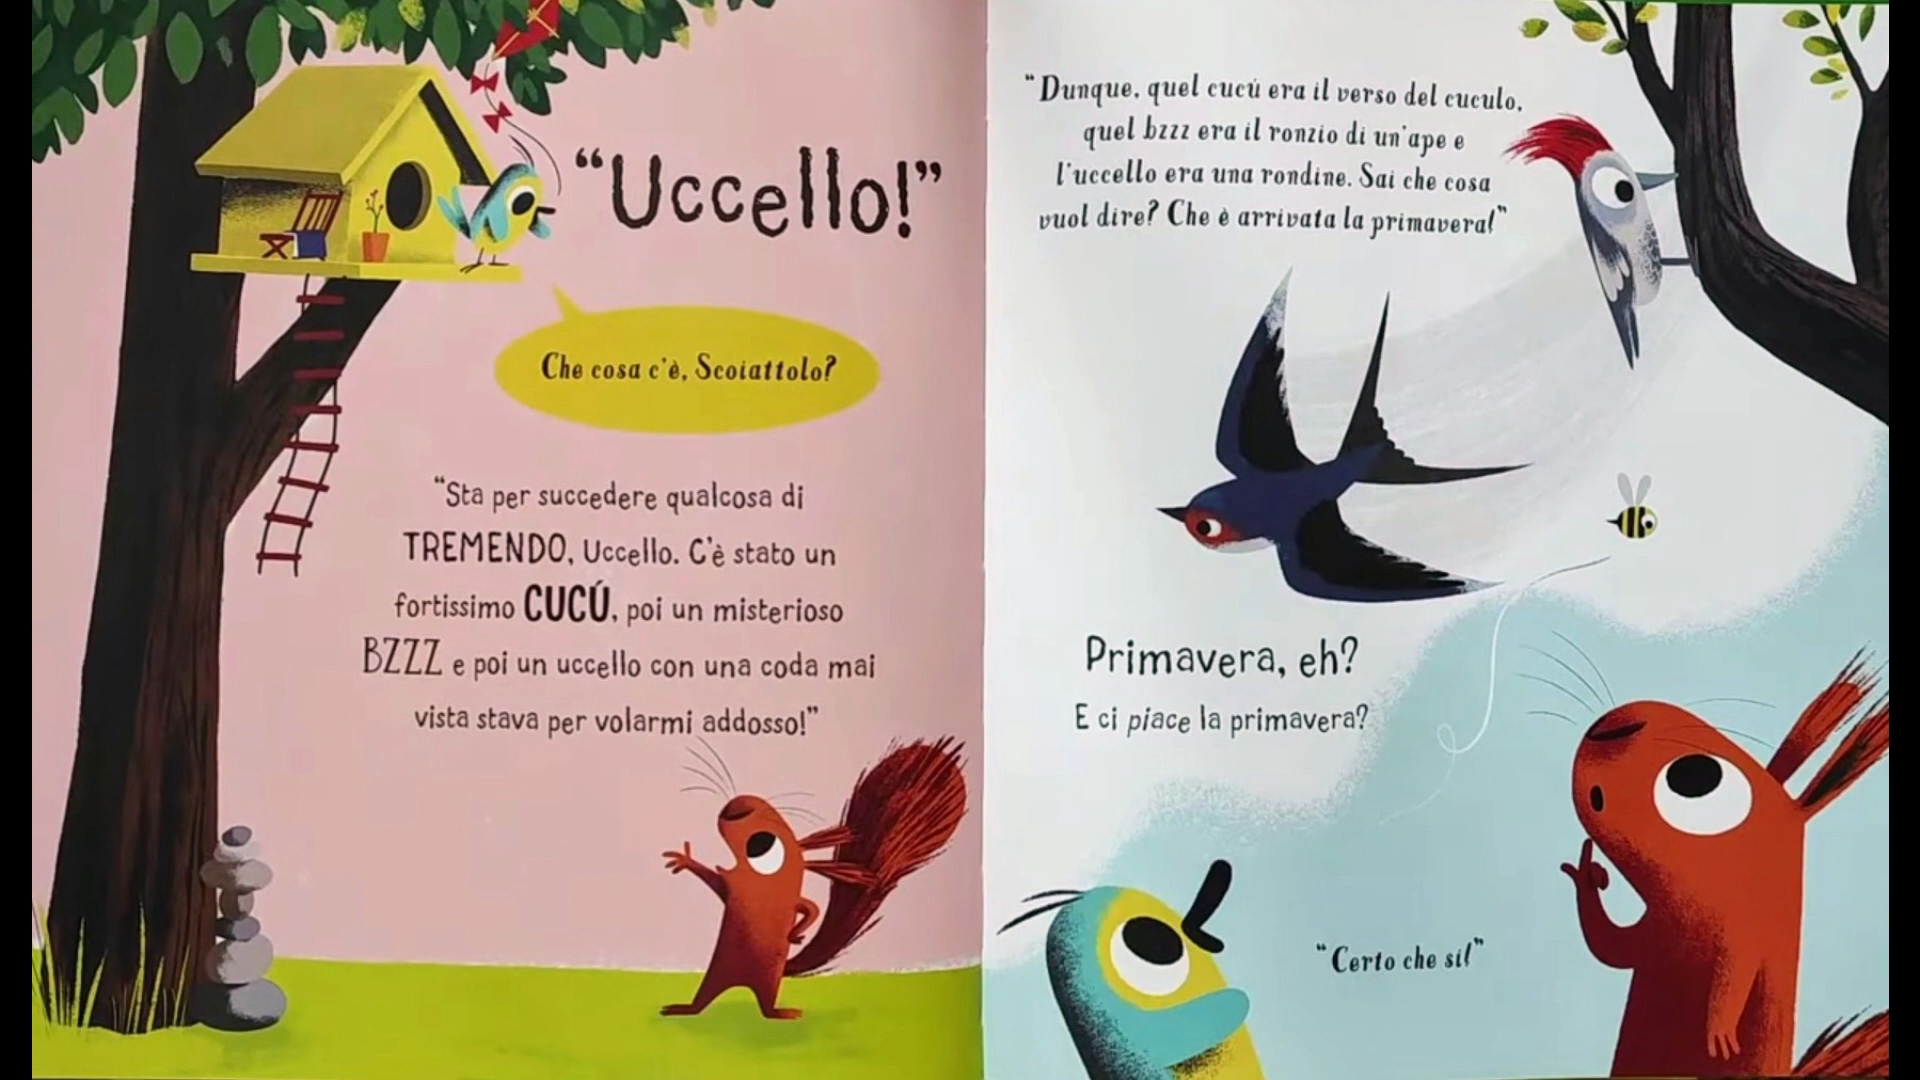 “Uccello!”
Che cosa c'è, Scoiattolo?
“Sta per succedere qualcosa di
TREMENDO, Uccello. C'è stato un
fortissimo CUCÚ, poi un misterioso
BZZZ e poi un uccello con una coda mai
vista stava per volarmi addosso!”
“Dunque, quel cucú era il verso del cuculo,
quel bzzz era il ronzio di un'ape e
l'uccello era una rondine. Sai che cosa
vuol dire? Che è arrivata la primavera!”
Primavera, eh?
E ci piace la primavera?
“Certo che sí!”